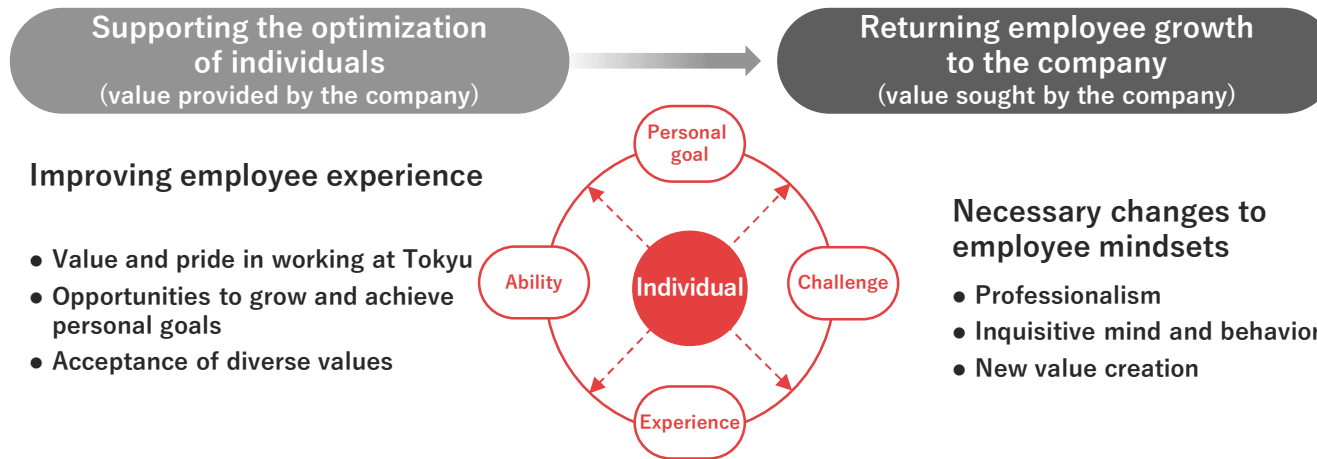 Supporting the optimization
of individuals
(value provided by the company)
Returning employee growth
to the company
(value sought by the company)
Improving employee experience
● Value and pride in working at Tokyu
● Opportunities to grow and achieve
personal goals
● Acceptance of diverse values
Personal
goal
Ability
Individual
Challenge
Experience
Necessary changes to
employee mindsets
● Professionalism
● Inquisitive mind and behavior
● New value creation